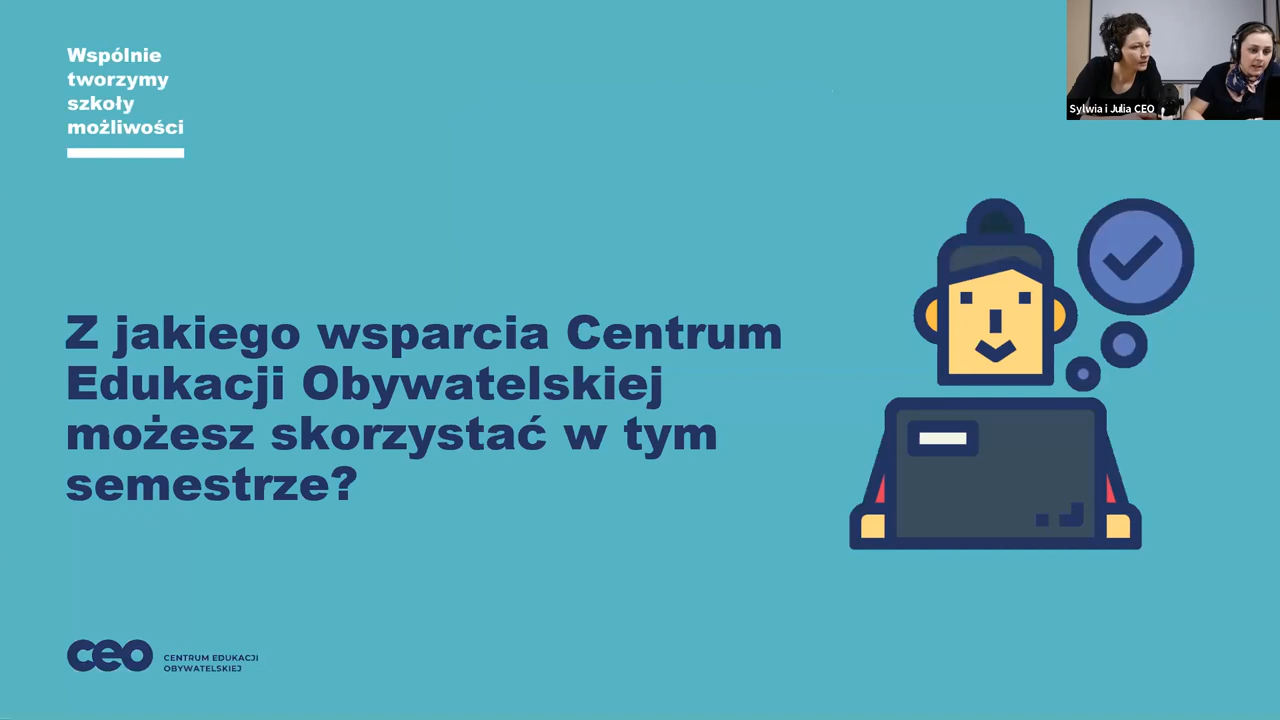 Wspólnie
tworzymy
szkoły
możliwości
Sylwia i Julia CEO
Z jakiego wsparcia Centrum
Edukacji Obywatelskiej
możesz skorzystać w tym
semestrze?
ceo
CENTRUM EDUKACJI
OBYWATELSKIEJ